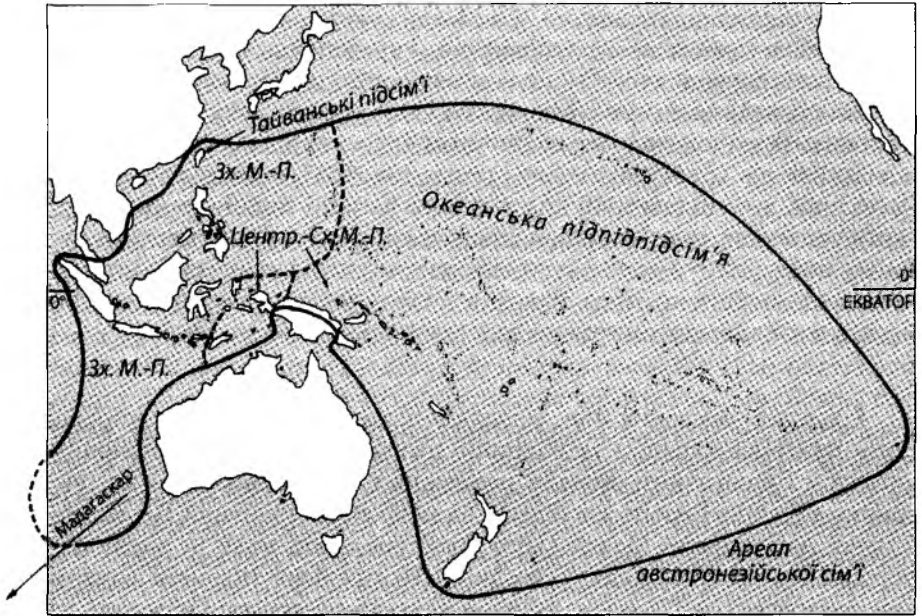 Тайванські підсім'ї
Зх. М.-П.
Океанська підпідпідсім'я
Центр.-Сх. М.-П.
0°
0°
ЕКВАТОР
Зх. М.-П.
Мадагаскар
Ареал
австронезійської сім'ї